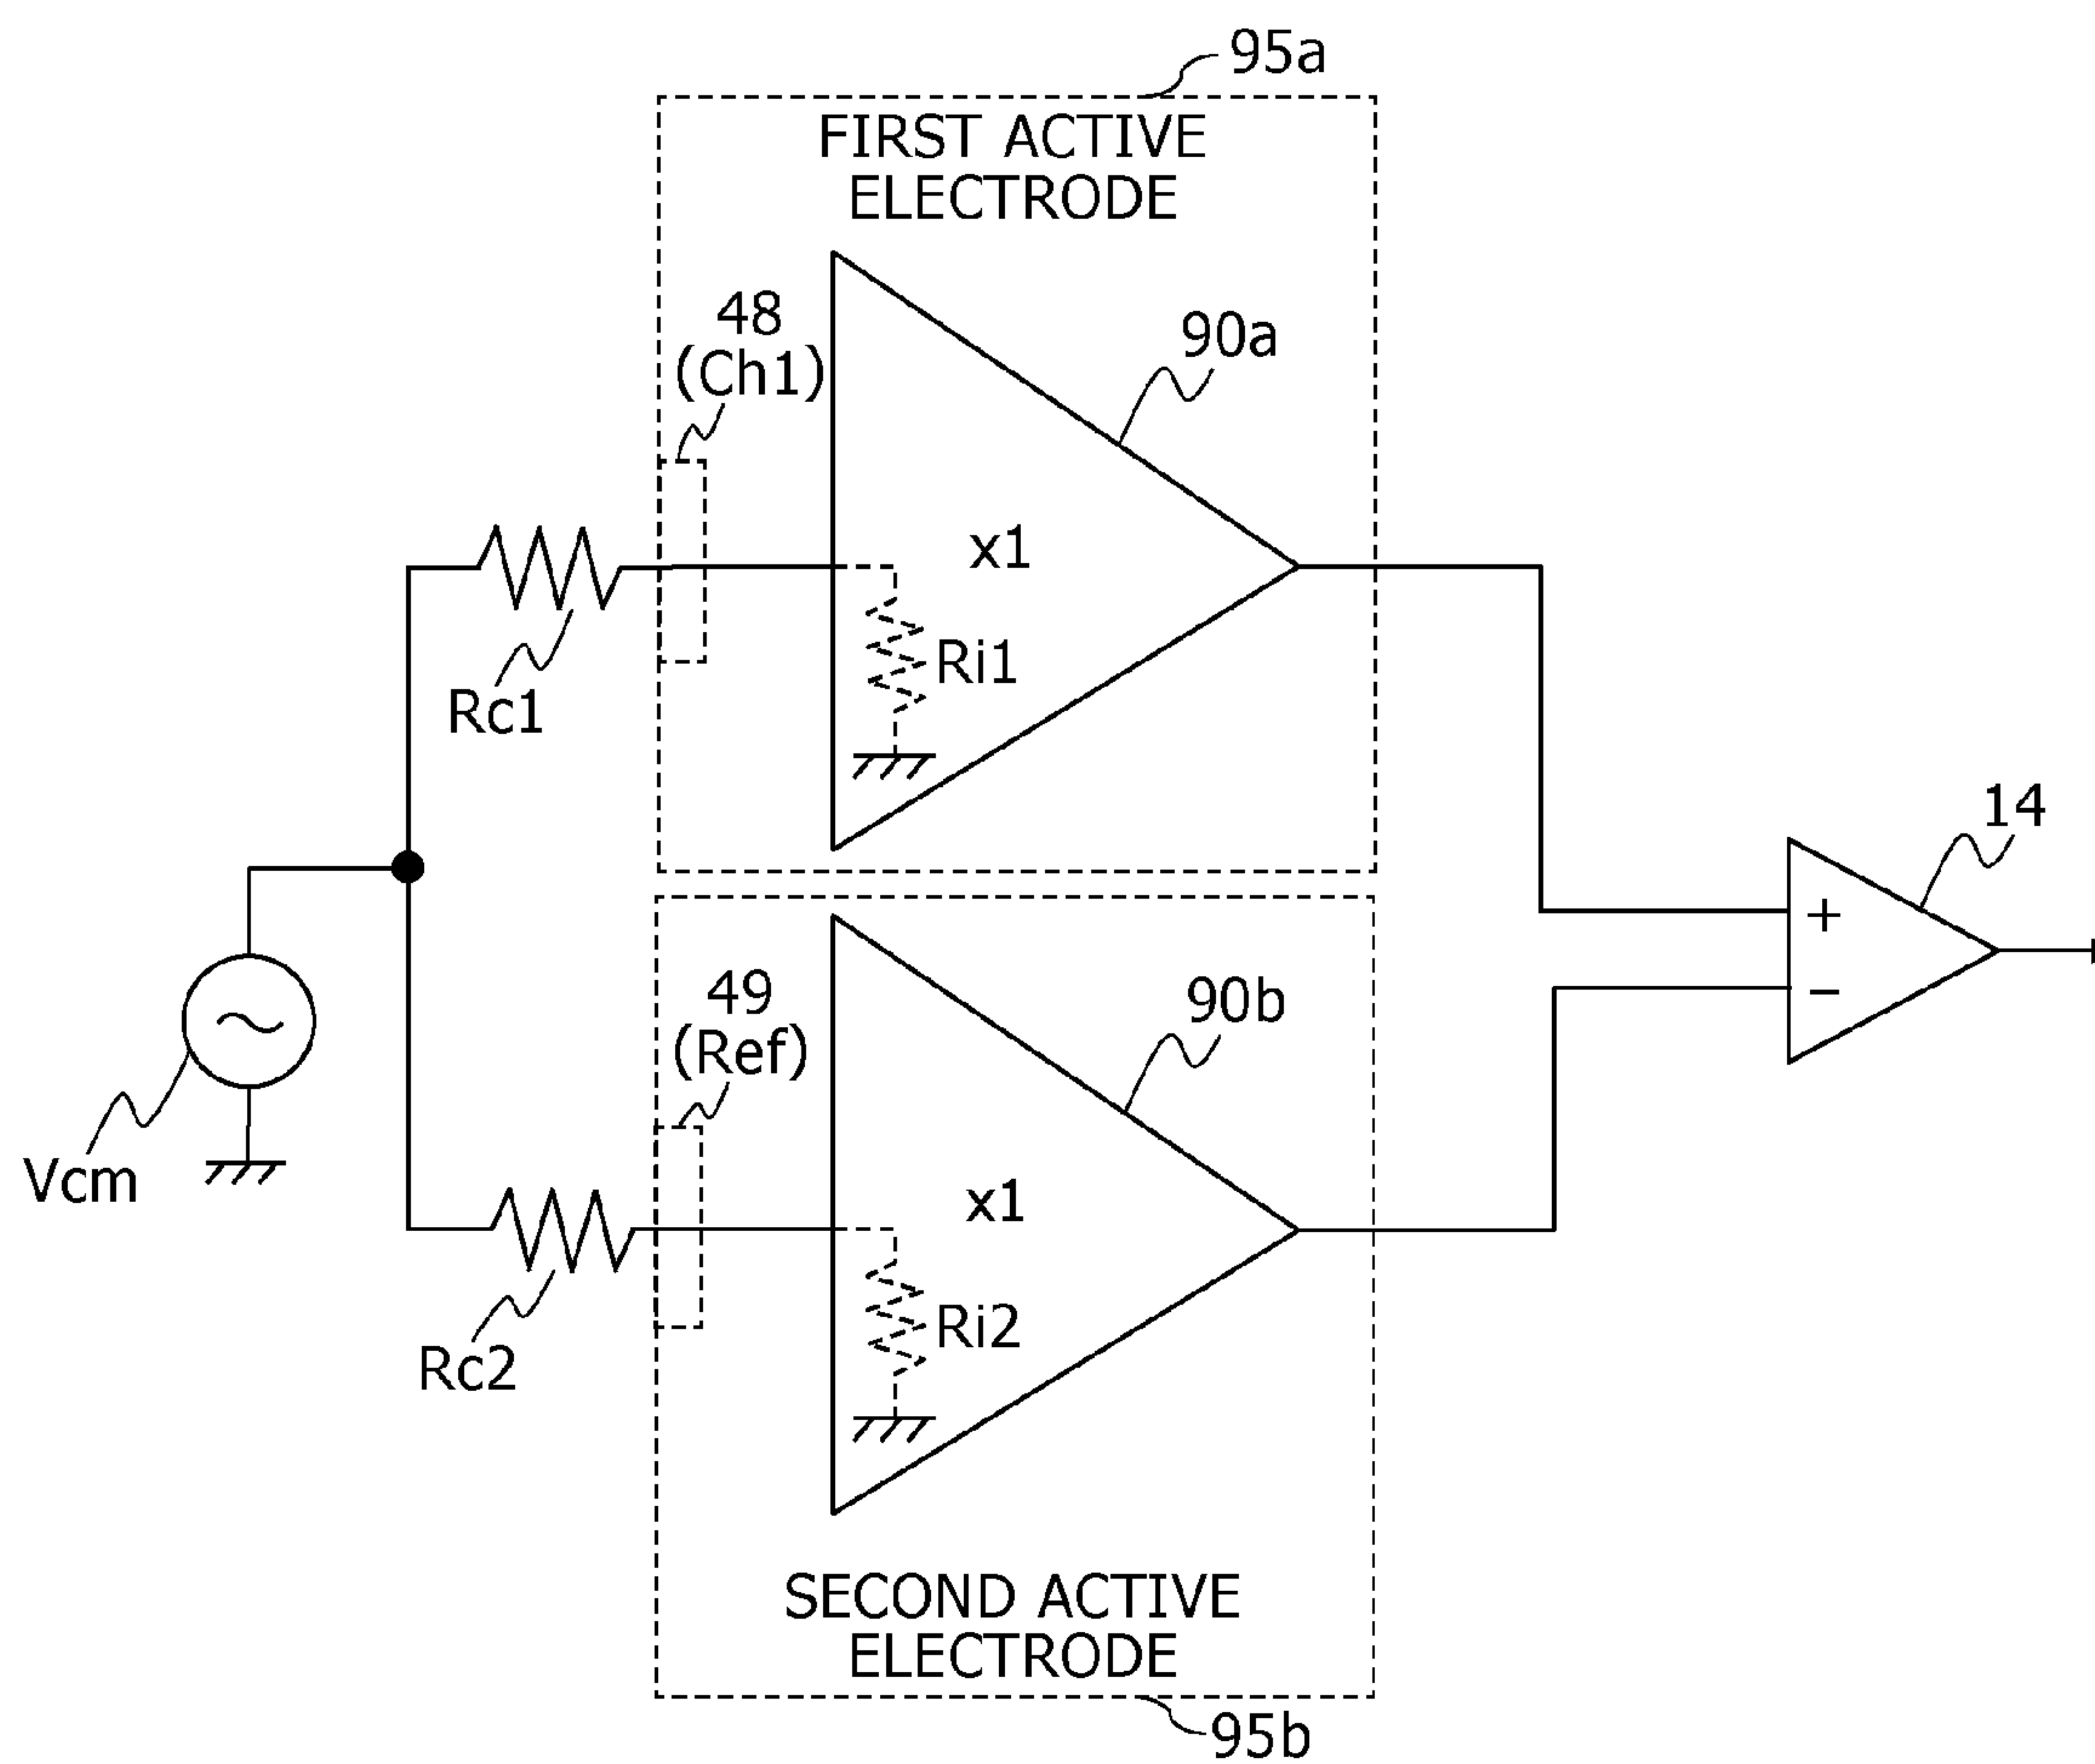 95a
FIRST ACTIVE
ELECTRODE
48
(Ch1)
90a
x1
Ri1
Rc1
14
+
−
49
(Ref)
90b
Vcm
x1
Ri2
Rc2
SECOND ACTIVE
ELECTRODE
95b